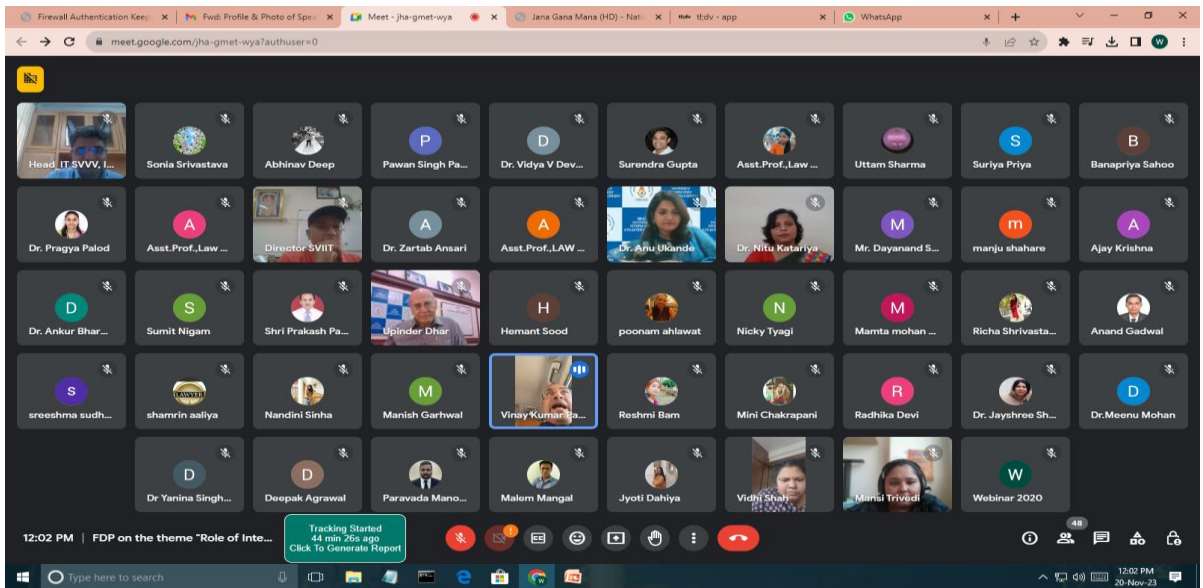 Firewall Authentication Keep
Fwd: Profile & Photo of Spea
Meet - jha-gmet-wya
Jana Gana Mana (HD) - Nati
tl;dv - app
WhatsApp
meet.google.com/jha-gmet-wya?authuser=0
W
Head_IT SVVV, I...
Sonia Srivastava
Abhinav Deep
P
Pawan Singh Pa...
D
Dr. Vidya V Dev...
Surendra Gupta
Asst.Prof.,Law ...
Uttam Sharma
S
Suriya Priya
B
Banapriya Sahoo
Dr. Pragya Palod
A
Asst.Prof.,Law ...
Director SVIIT
A
Dr. Zartab Ansari
A
Asst.Prof.,LAW ...
Dr. Anu Ukande
Dr. Nitu Katariya
M
Mr. Dayanand S...
m
manju shahare
A
Ajay Krishna
D
Dr. Ankur Bhar...
S
Sumit Nigam
Shri Prakash Pa...
Upinder Dhar
H
Hemant Sood
poonam ahlawat
N
Nicky Tyagi
M
Mamta mohan ...
Richa Shrivasta...
Anand Gadwal
s
sreeshma sudh...
LAWYER
shamrin aaliya
Nandini Sinha
M
Manish Garhwal
Vinay Kumar Pa...
Reshmi Bam
Mini Chakrapani
R
Radhika Devi
Dr. Jayshree Sh...
D
Dr.Meenu Mohan
D
Dr Yanina Singh...
D
Deepak Agrawal
Paravada Mano...
Malem Mangal
Jyoti Dahiya
Vidhi Shah
Mansi Trivedi
W
Webinar 2020
12:02 PM | FDP on the theme "Role of Inte...
Tracking Started
44 min 26s ago
Click To Generate Report
48
Type here to search
12:02 PM
20-Nov-23